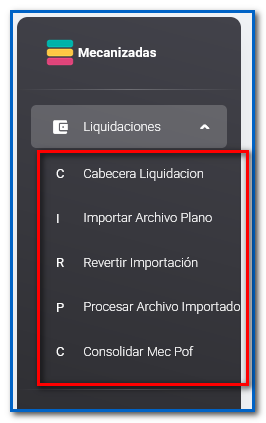 Mecanizadas
Liquidaciones
C Cabecera Liquidacion
I Importar Archivo Plano
R Revertir Importación
P Procesar Archivo Importado
C Consolidar Mec Pof